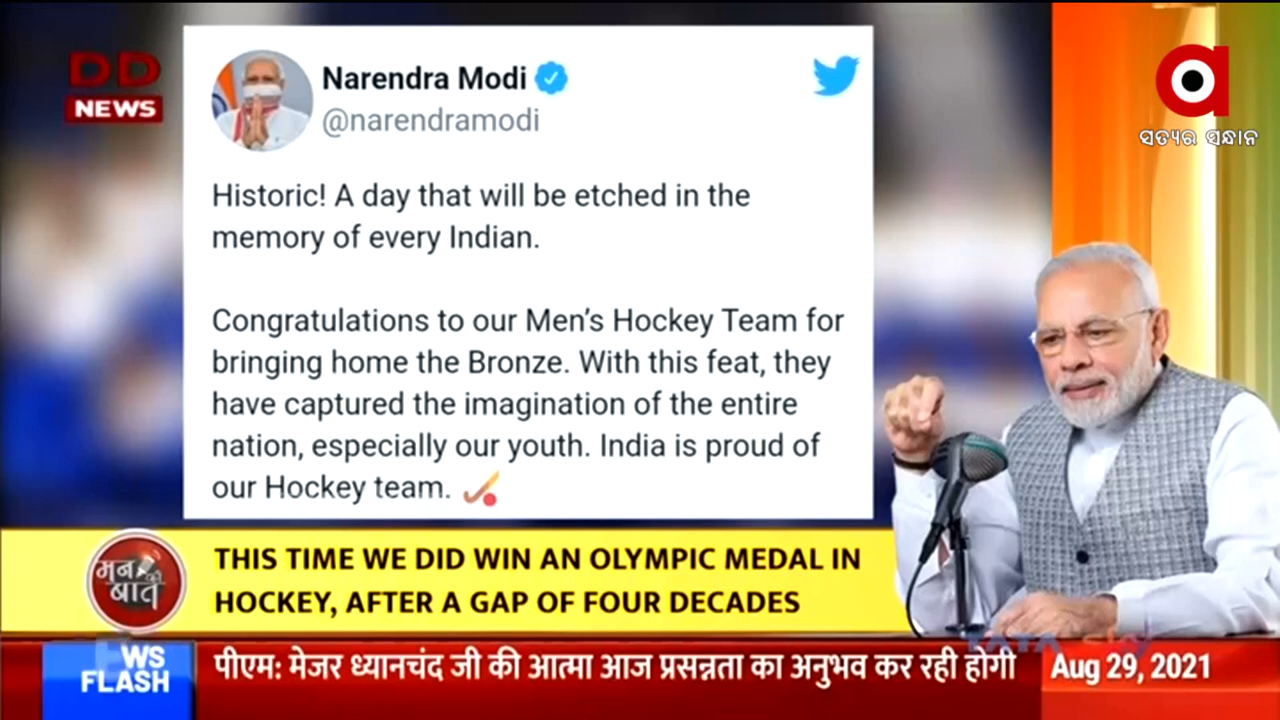 DD
NEWS
ସତ୍ୟର ସନ୍ଧାନ
Narendra Modi
@narendramodi
Historic! A day that will be etched in the
memory of every Indian.
Congratulations to our Men's Hockey Team for
bringing home the Bronze. With this feat, they
have captured the imagination of the entire
nation, especially our youth. India is proud of
our Hockey team.
मन की
बात
THIS TIME WE DID WIN AN OLYMPIC MEDAL IN
HOCKEY, AFTER A GAP OF FOUR DECADES
TATA Sky
WS
FLASH
पीएम: मेजर ध्यानचंद जी की आत्मा आज प्रसन्नता का अनुभव कर रही होगी
Aug 29, 2021